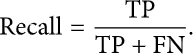 Recall = TP / (TP + FN).